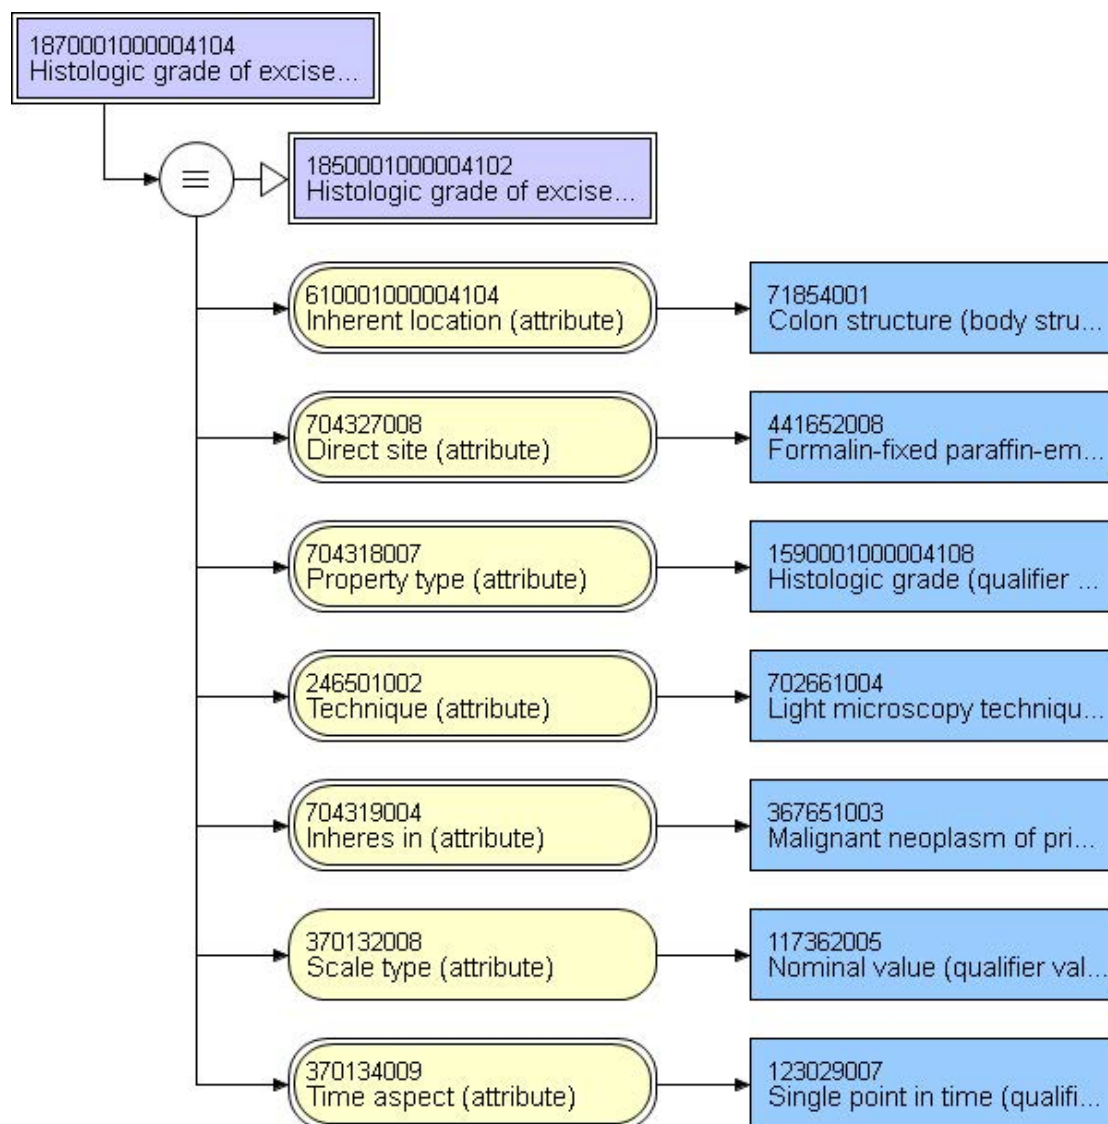 1870001000004104
Histologic grade of excise...
≡
1850001000004102
Histologic grade of excise...
610001000004104
Inherent location (attribute)
71854001
Colon structure (body stru...
704327008
Direct site (attribute)
441652008
Formalin-fixed paraffin-em...
704318007
Property type (attribute)
1590001000004108
Histologic grade (qualifier ...
246501002
Technique (attribute)
702661004
Light microscopy techniqu...
704319004
Inheres in (attribute)
367651003
Malignant neoplasm of pri...
370132008
Scale type (attribute)
117362005
Nominal value (qualifier val...
370134009
Time aspect (attribute)
123029007
Single point in time (qualifi...